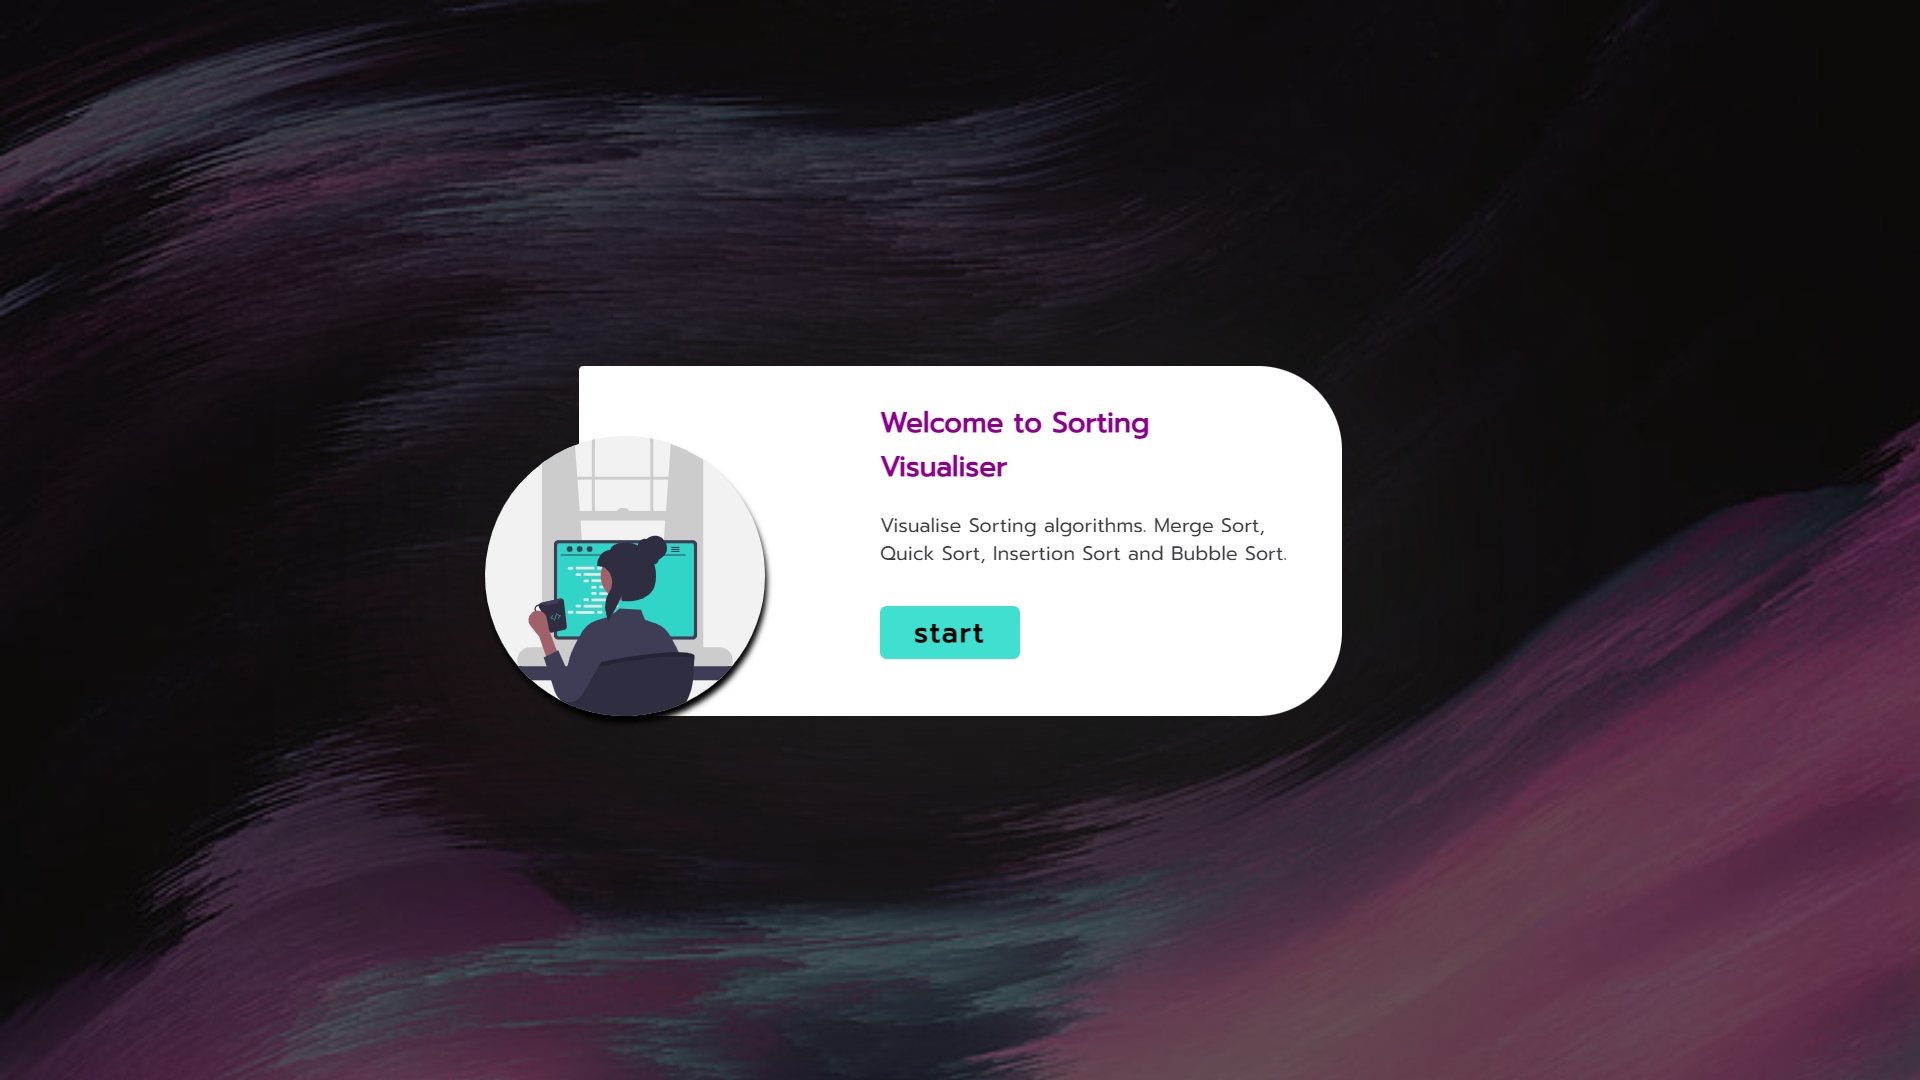 Welcome to Sorting
Visualiser
Visualise Sorting algorithms. Merge Sort,
Quick Sort, Insertion Sort and Bubble Sort.
start